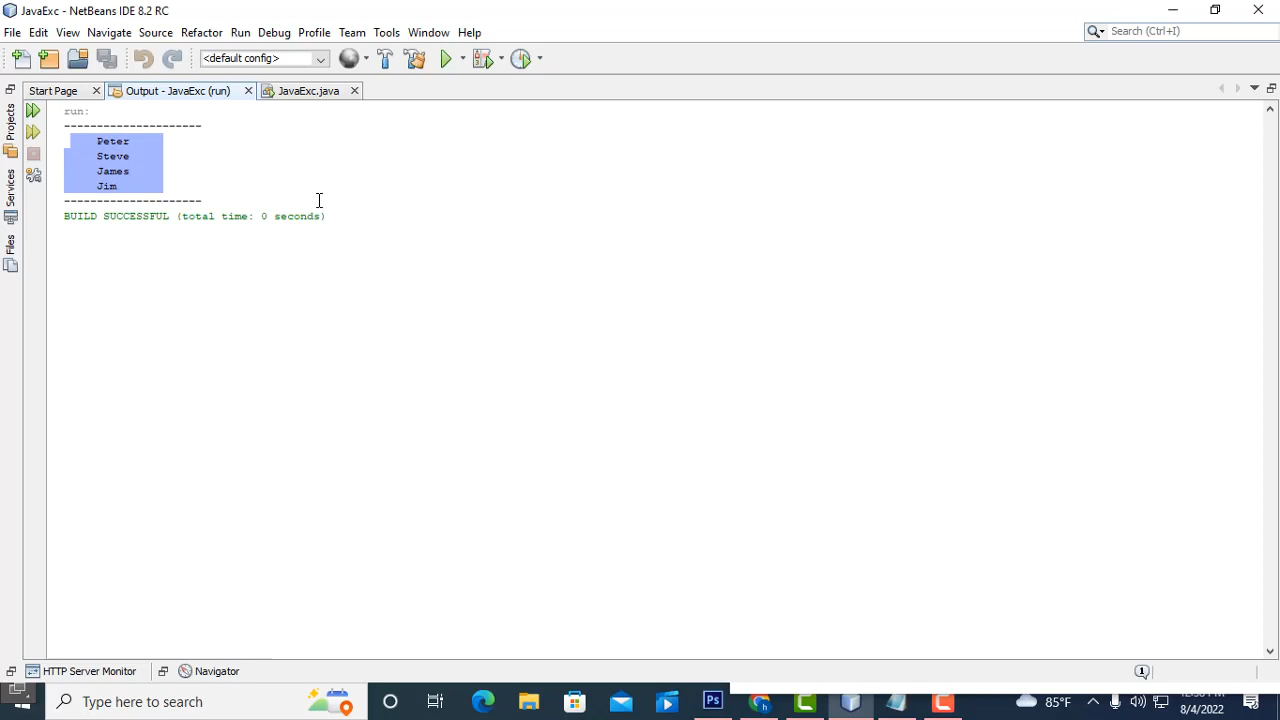 JavaExc - NetBeans IDE 8.2 RC
File Edit View Navigate Source Refactor Run Debug Profile Team Tools Window Help
Search (Ctrl+I)
<default config>
Start Page Output - JavaExc (run) JavaExc.java
Projects
Services
Files
run:
---------------------
Peter
Steve
James
Jim
---------------------
BUILD SUCCESSFUL (total time: 0 seconds)
HTTP Server Monitor Navigator
1
Type here to search
Ps
85°F
8/4/2022